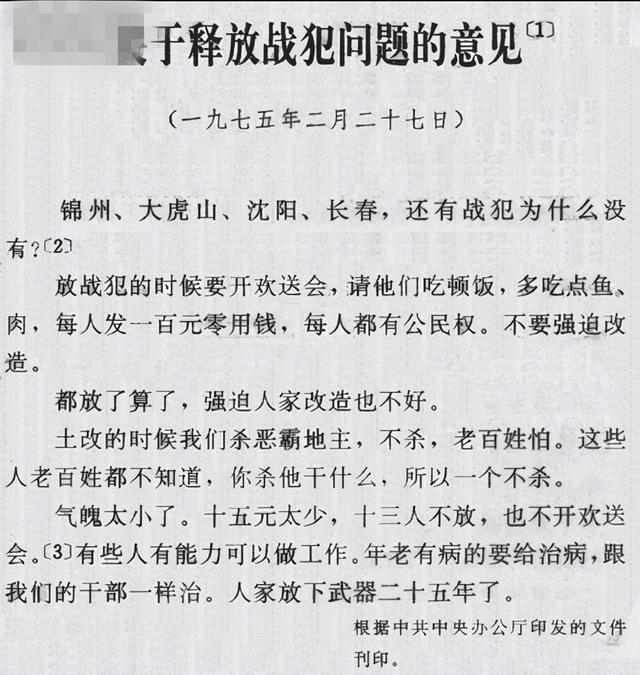 于释放战犯问题的意见〔1〕
（一九七五年二月二十七日）
锦州、大虎山、沈阳、长春，还有战犯为什么没
有？〔2〕
放战犯的时候要开欢送会，请他们吃顿饭，多吃点鱼、
肉，每人发一百元零用钱，每人都有公民权。不要强迫改
造。
都放了算了，强迫人家改造也不好。
土改的时候我们杀恶霸地主，不杀，老百姓怕。这些
人老百姓都不知道，你杀他干什么，所以一个不杀。
气魄太小了。十五元太少，十三人不放，也不开欢送
会。〔3〕有些人有能力可以做工作。年老有病的要给治病，跟
我们的干部一样治。人家放下武器二十五年了。
根据中共中央办公厅印发的文件
刊印。